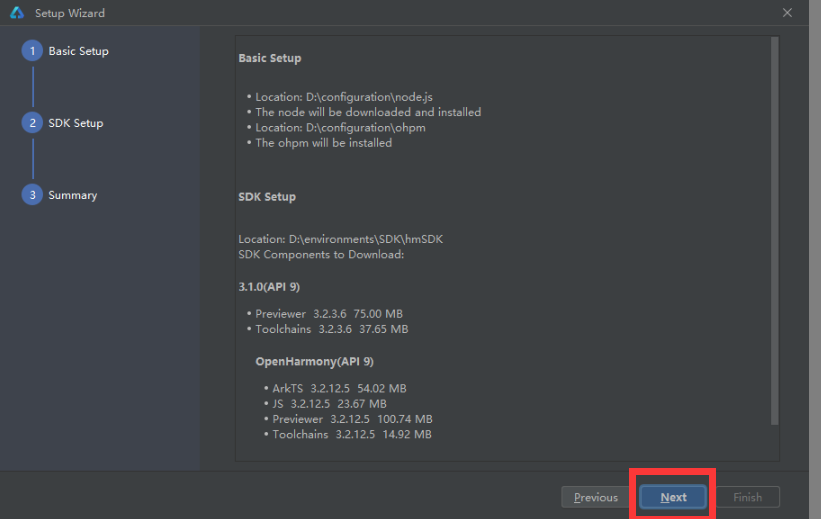 Setup Wizard
1 Basic Setup
2 SDK Setup
3 Summary
Basic Setup
• Location: D:\configuration\node.js
• The node will be downloaded and installed
• Location: D:\configuration\ohpm
• The ohpm will be installed
SDK Setup
Location: D:\environments\SDK\hmSDK
SDK Components to Download:
3.1.0(API 9)
• Previewer 3.2.3.6 75.00 MB
• Toolchains 3.2.3.6 37.65 MB
OpenHarmony(API 9)
• ArkTS 3.2.12.5 54.02 MB
• JS 3.2.12.5 23.67 MB
• Previewer 3.2.12.5 100.74 MB
• Toolchains 3.2.12.5 14.92 MB
Previous Next Finish